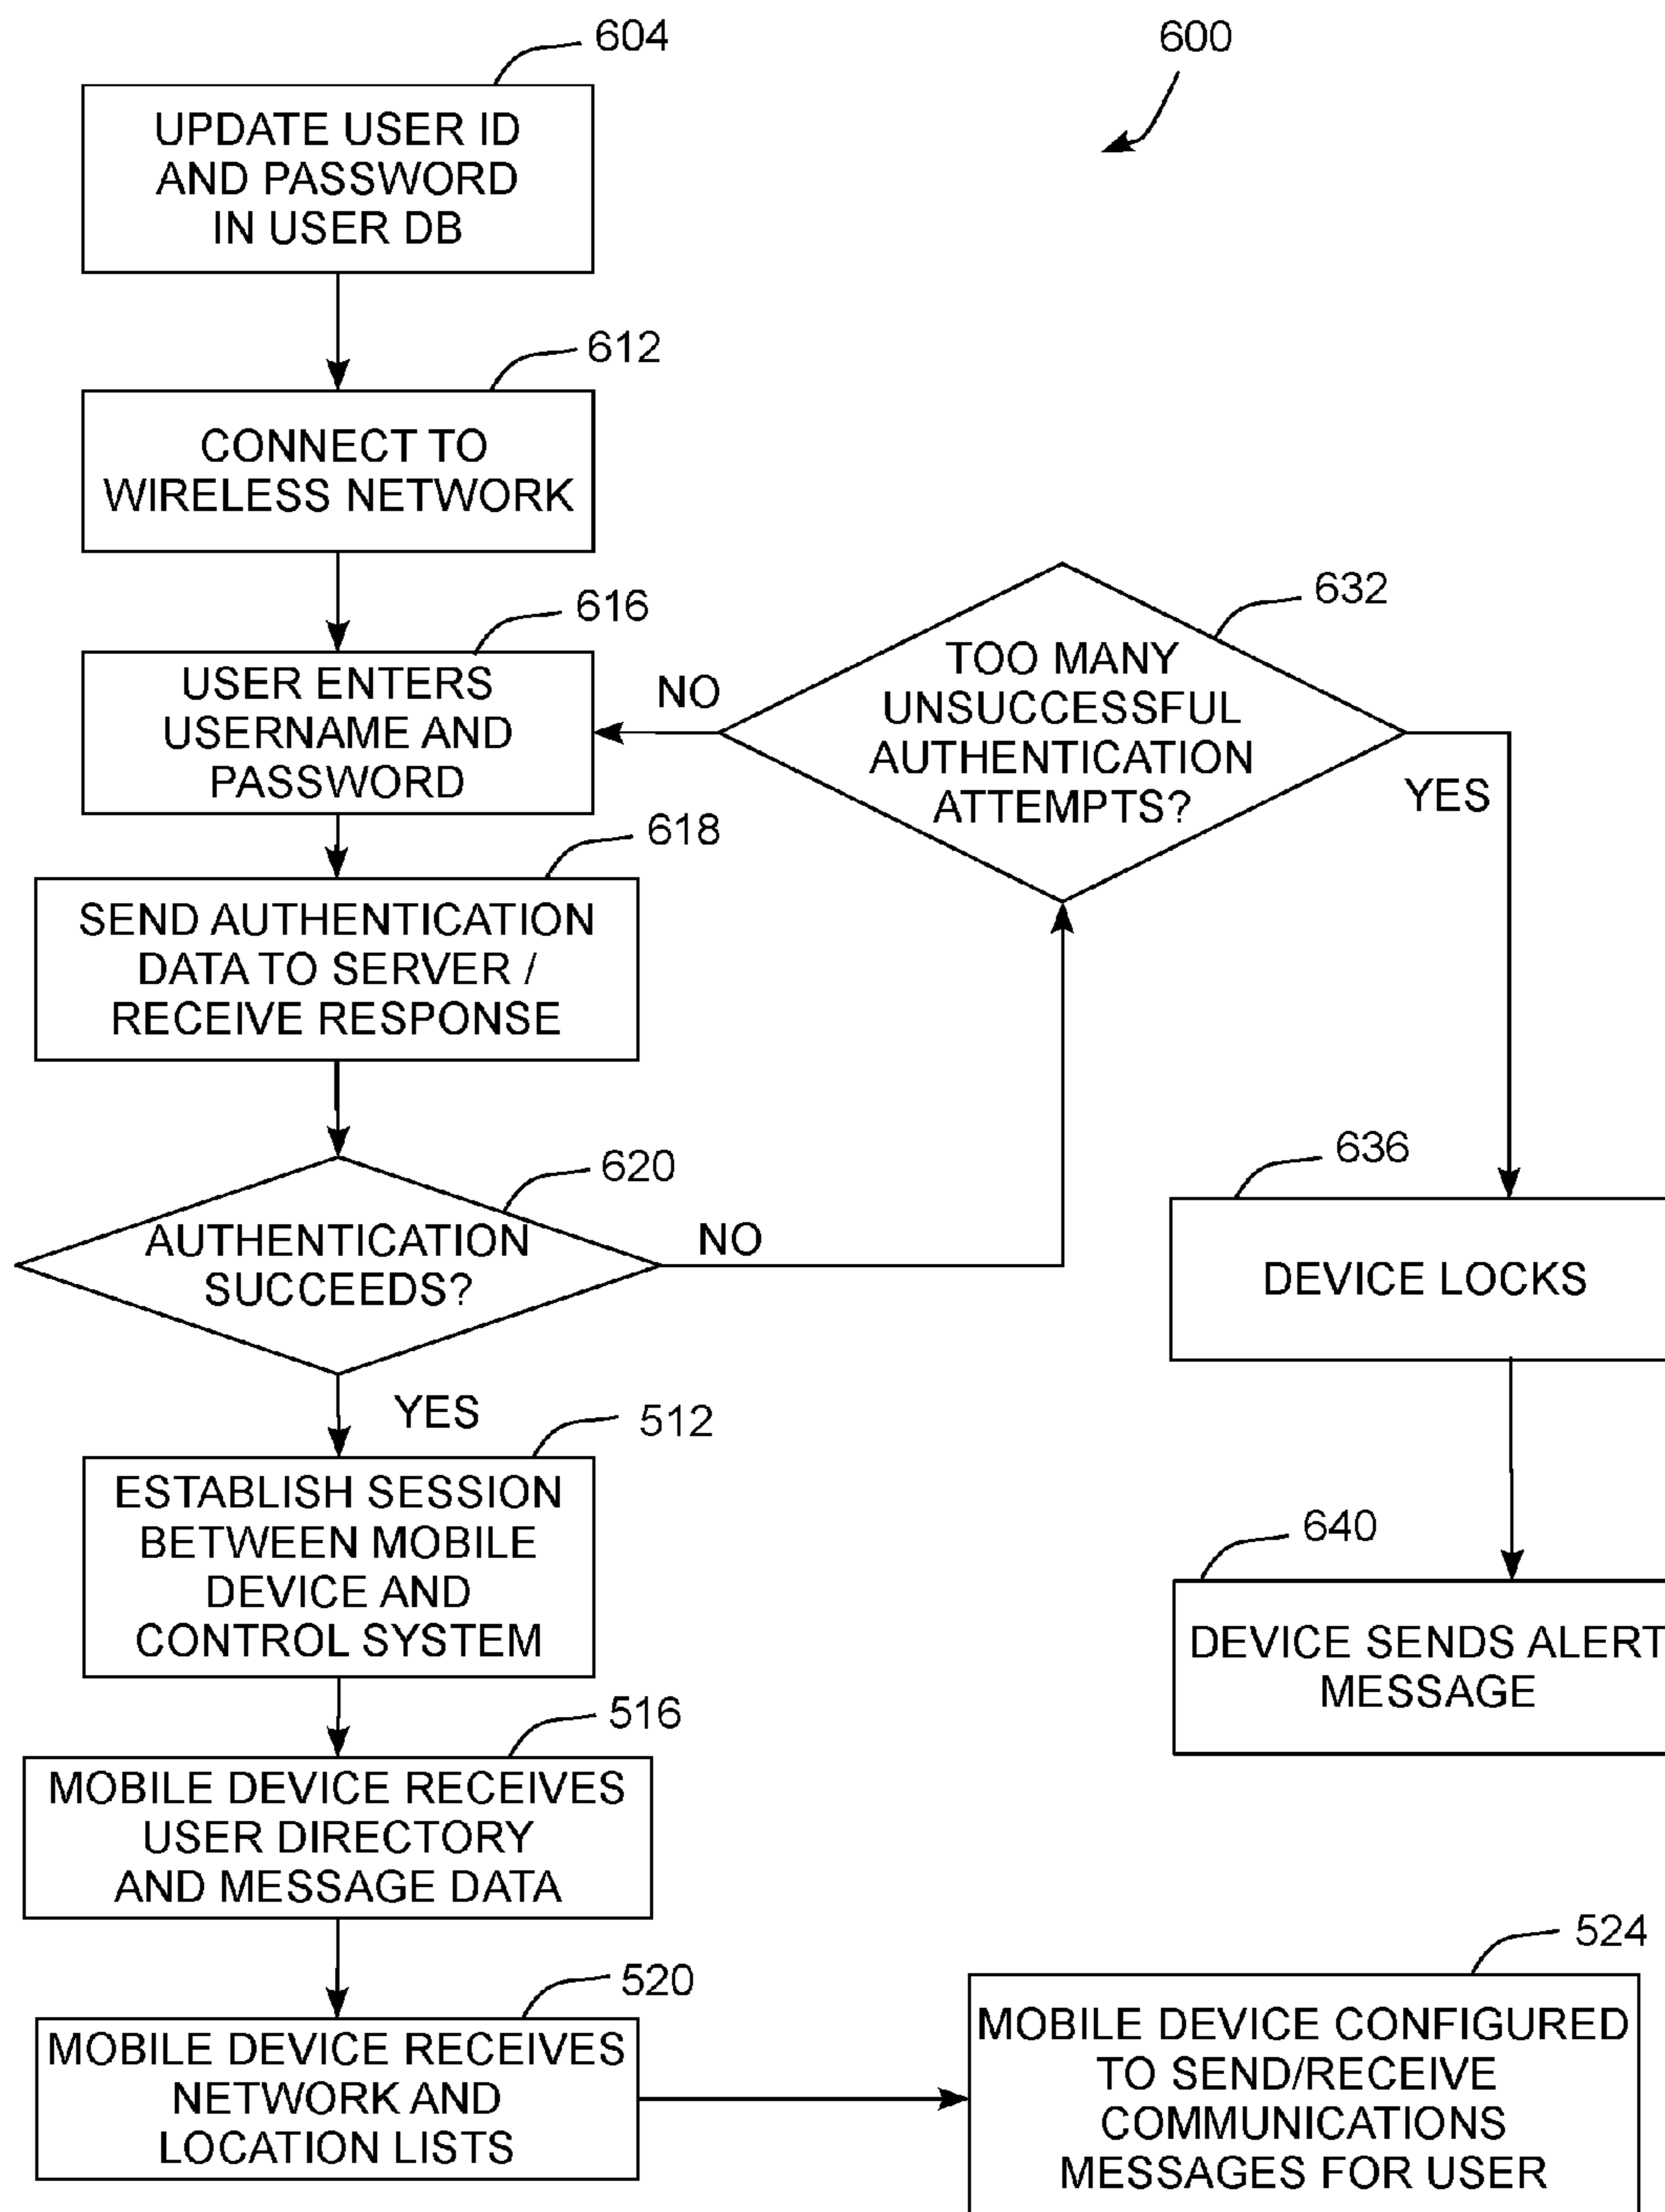 604
600
UPDATE USER ID
AND PASSWORD
IN USER DB
612
CONNECT TO
WIRELESS NETWORK
616
USER ENTERS
USERNAME AND
PASSWORD
NO
632
TOO MANY
UNSUCCESSFUL
AUTHENTICATION
ATTEMPTS?
YES
618
SEND AUTHENTICATION
DATA TO SERVER /
RECEIVE RESPONSE
620
AUTHENTICATION
SUCCEEDS?
NO
636
DEVICE LOCKS
YES
512
ESTABLISH SESSION
BETWEEN MOBILE
DEVICE AND
CONTROL SYSTEM
640
DEVICE SENDS ALERT
MESSAGE
516
MOBILE DEVICE RECEIVES
USER DIRECTORY
AND MESSAGE DATA
520
MOBILE DEVICE RECEIVES
NETWORK AND
LOCATION LISTS
524
MOBILE DEVICE CONFIGURED
TO SEND/RECEIVE
COMMUNICATIONS
MESSAGES FOR USER